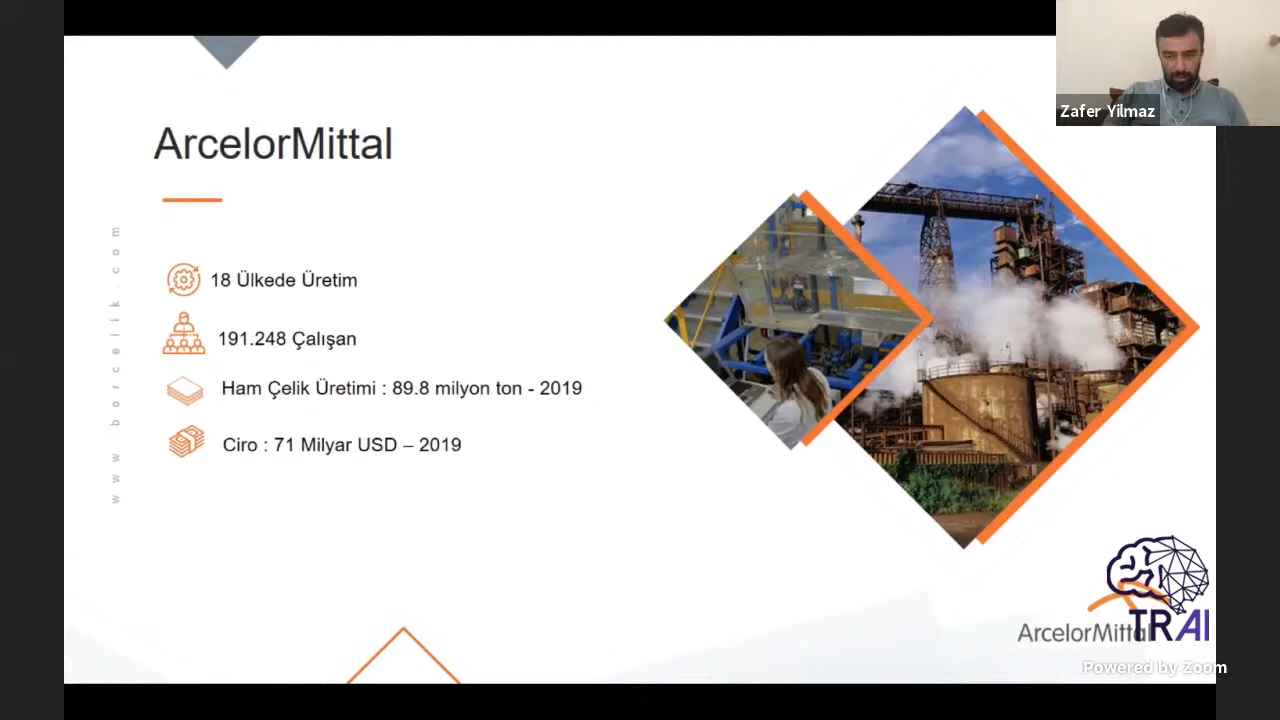 Zafer Yilmaz
ArcelorMittal
www.borcelik.com
18 Ülkede Üretim
191.248 Çalışan
Ham Çelik Üretimi : 89.8 milyon ton - 2019
Ciro : 71 Milyar USD – 2019
ArcelorMittal
TRAI
Powered by Zoom